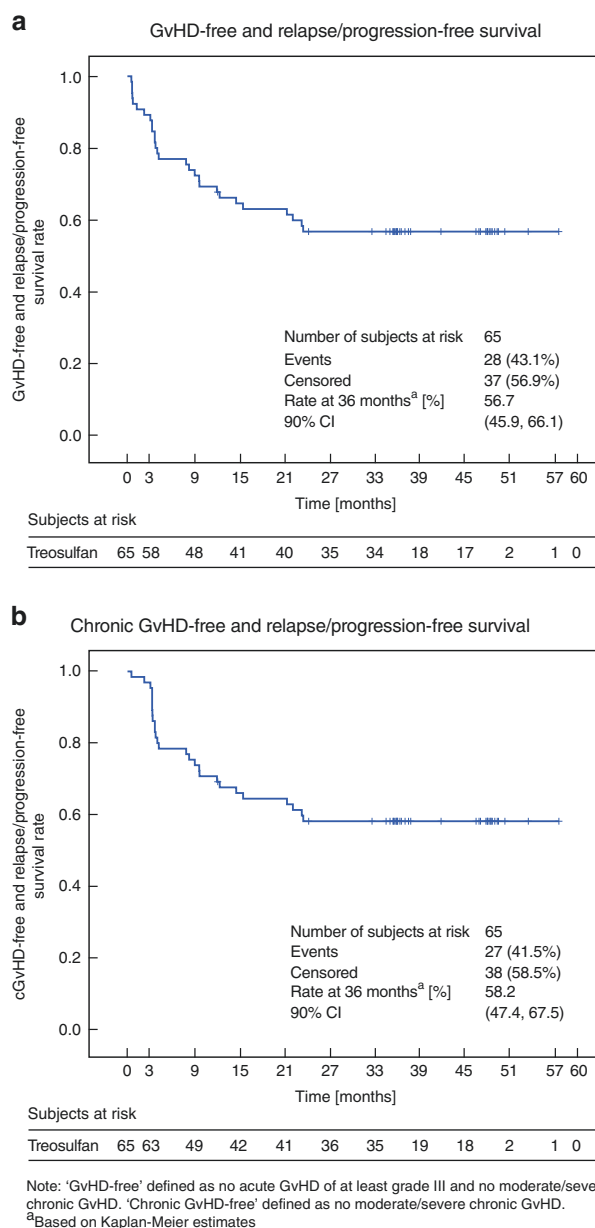 a
GvHD-free and relapse/progression-free survival
GvHD-free and relapse/progression-free
survival rate
1.0
0.8
0.6
0.4
0.2
0.0
Number of subjects at risk 65
Events 28 (43.1%)
Censored 37 (56.9%)
Rate at 36 months^a [%] 56.7
90% CI (45.9, 66.1)
0 3 9 15 21 27 33 39 45 51 57 60
Time [months]
Subjects at risk
Treosulfan 65 58 48 41 40 35 34 18 17 2 1 0
b
Chronic GvHD-free and relapse/progression-free survival
cGvHD-free and relapse/progression-free
survival rate
1.0
0.8
0.6
0.4
0.2
0.0
Number of subjects at risk 65
Events 27 (41.5%)
Censored 38 (58.5%)
Rate at 36 months^a [%] 58.2
90% CI (47.4, 67.5)
0 3 9 15 21 27 33 39 45 51 57 60
Time [months]
Subjects at risk
Treosulfan 65 63 49 42 41 36 35 19 18 2 1 0
Note: ‘GvHD-free’ defined as no acute GvHD of at least grade III and no moderate/seve
chronic GvHD. ‘Chronic GvHD-free’ defined as no moderate/severe chronic GvHD.
^aBased on Kaplan-Meier estimates